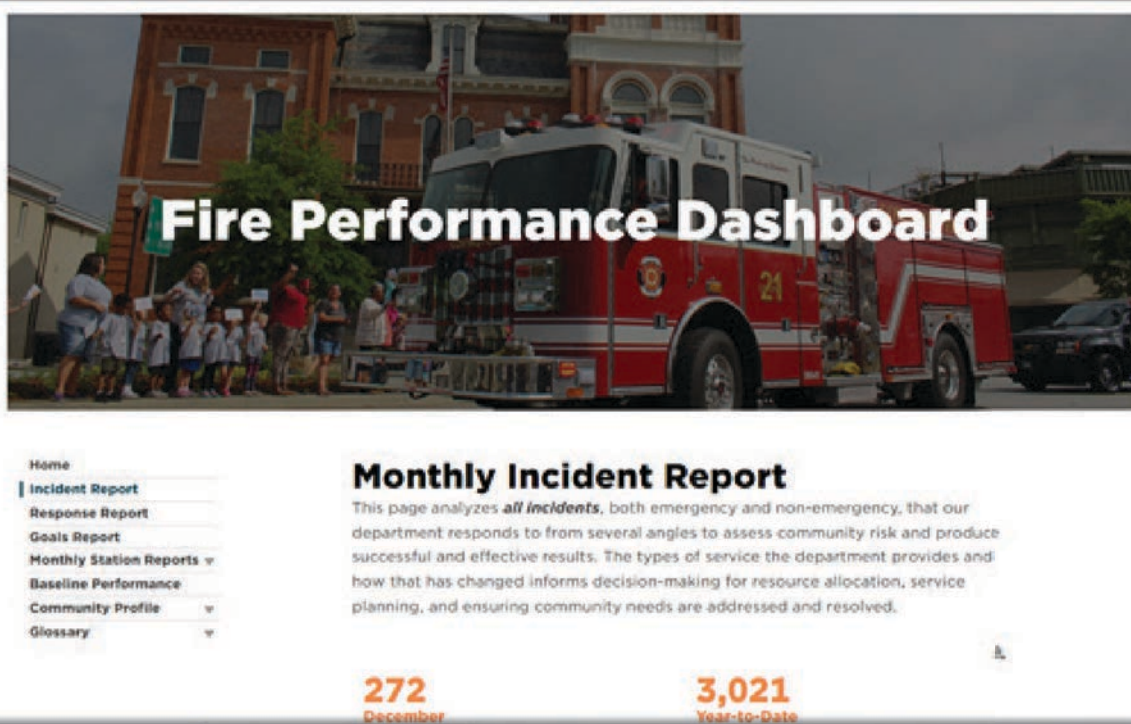 Fire Performance Dashboard
21
Home
Incident Report
Response Report
Goals Report
Monthly Station Reports
Baseline Performance
Community Profile
Glossary
Monthly Incident Report
This page analyzes all incidents, both emergency and non-emergency, that our
department responds to from several angles to assess community risk and produce
successful and effective results. The types of service the department provides and
how that has changed informs decision-making for resource allocation, service
planning, and ensuring community needs are addressed and resolved.
272
December
3,021
Year-to-Date